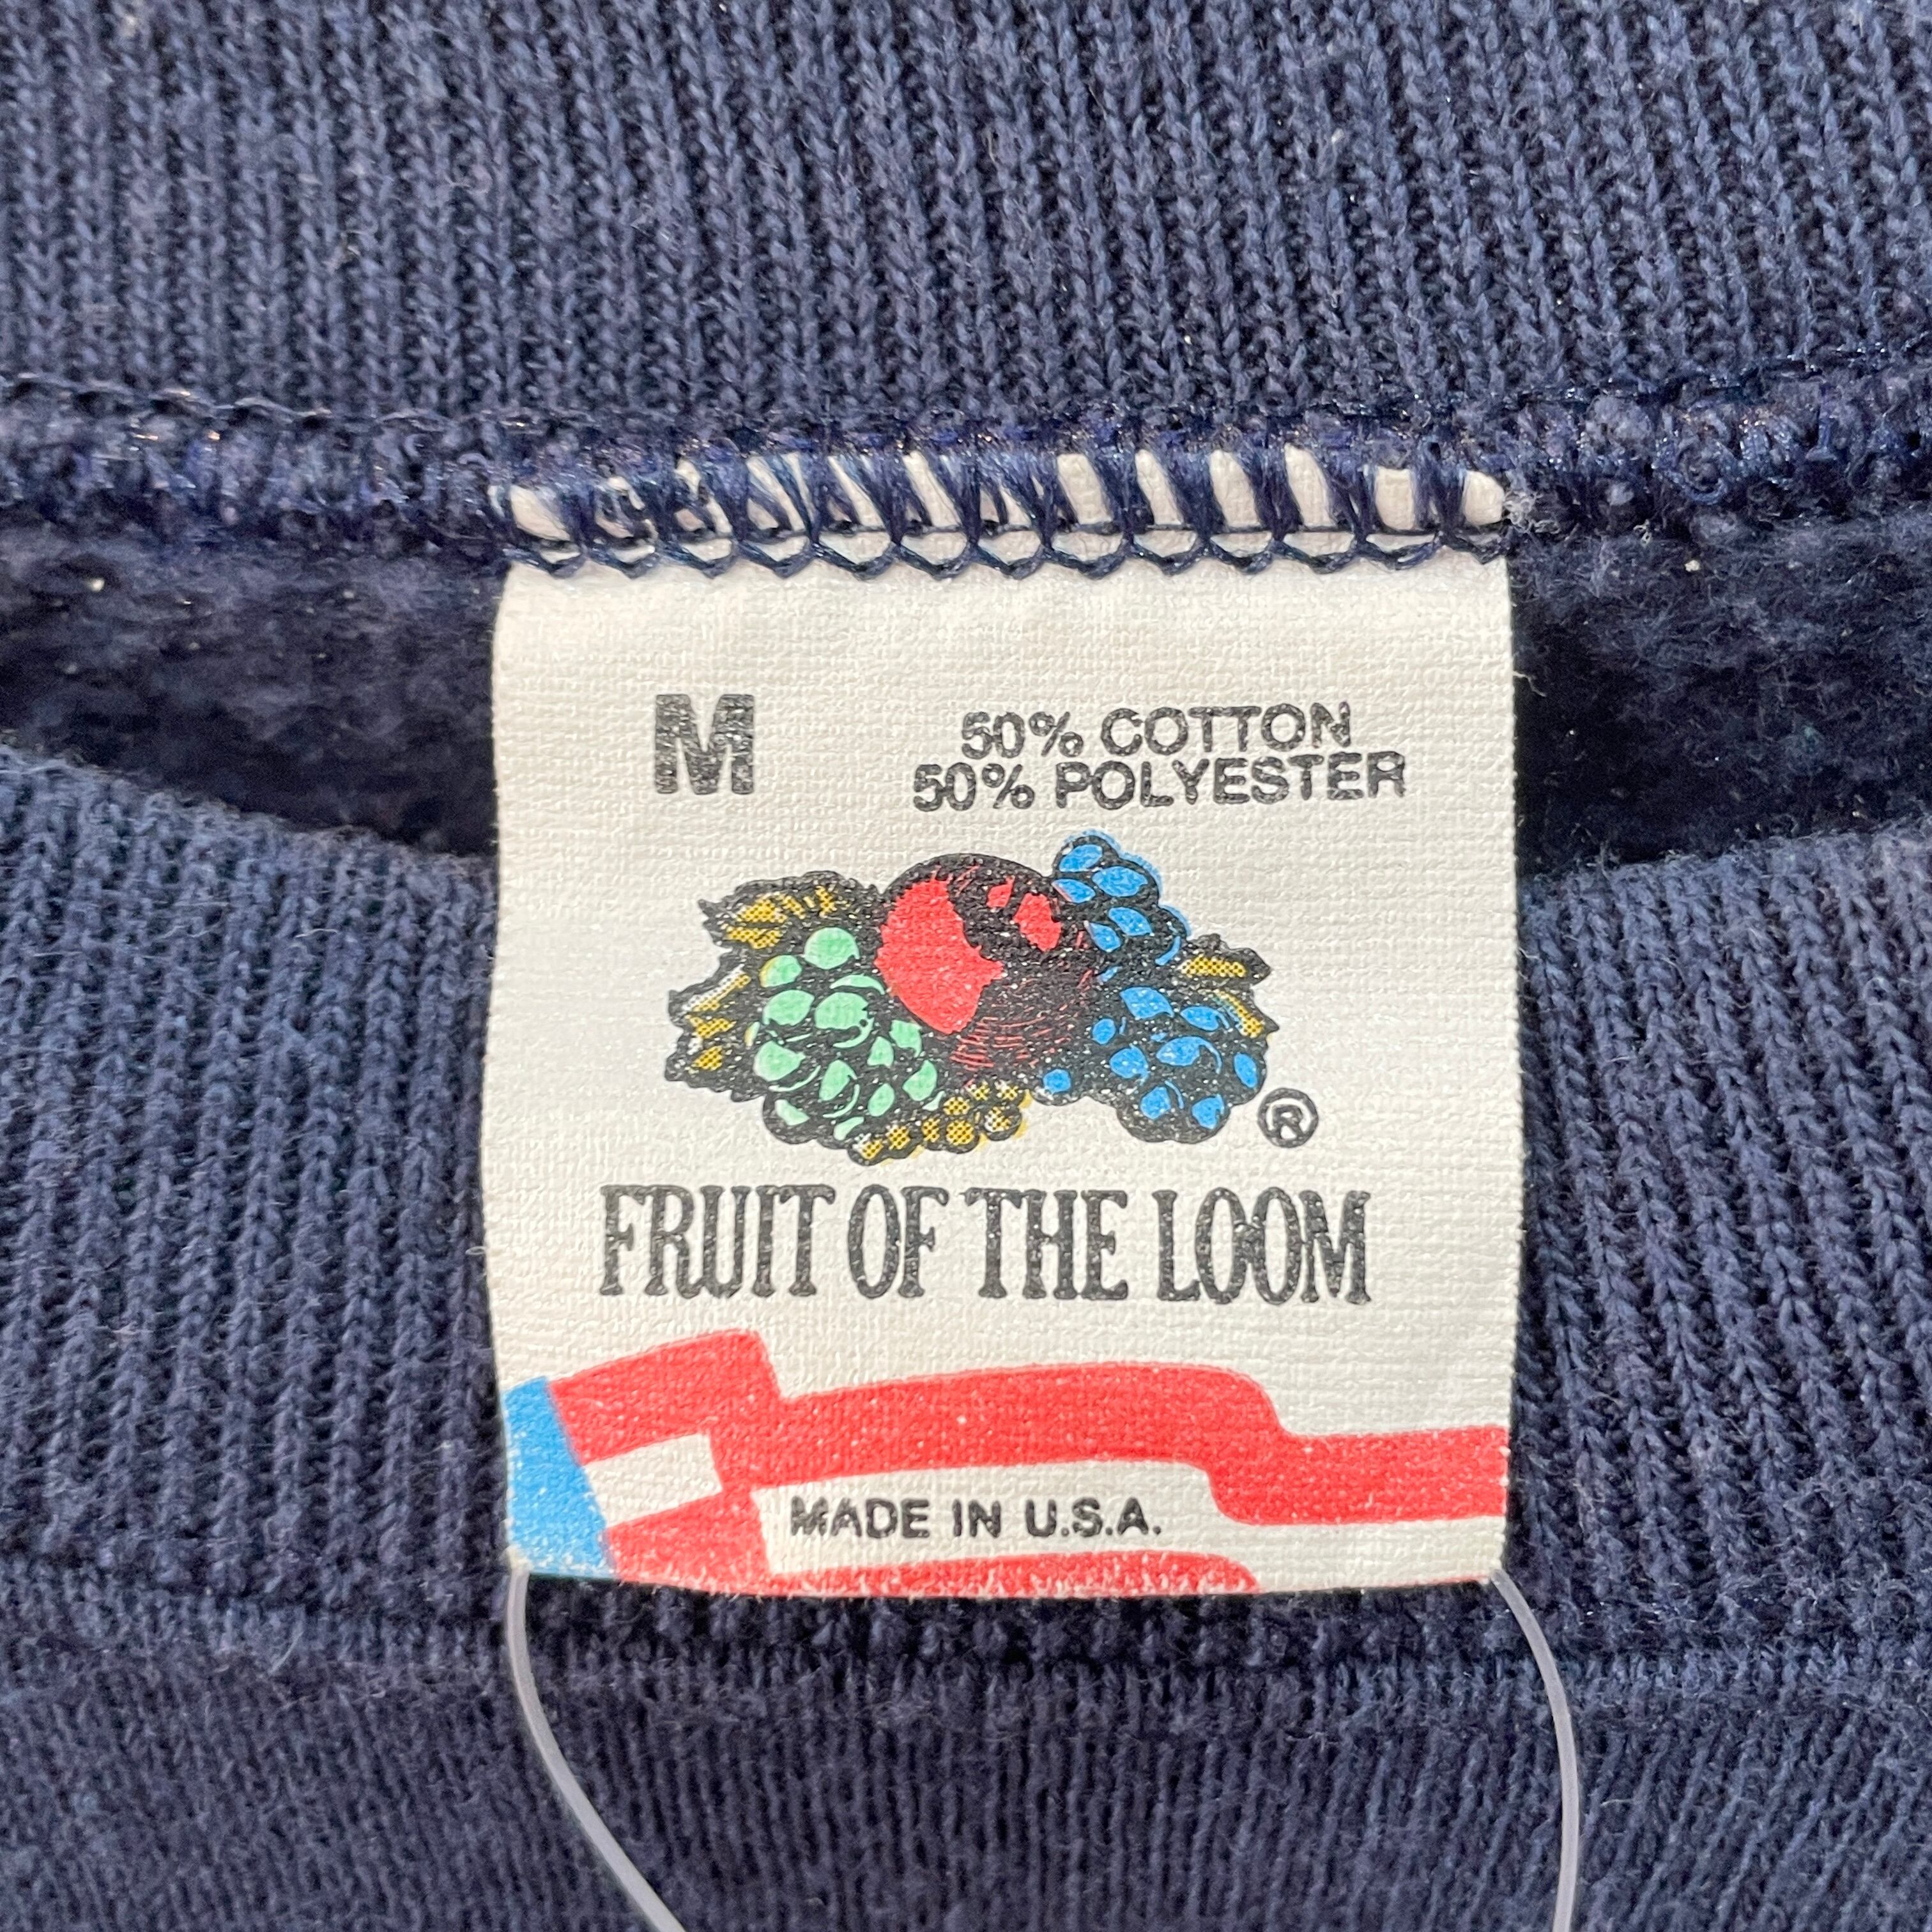 M
50% COTTON
50% POLYESTER
®
FRUIT OF THE LOOM
MADE IN U.S.A.